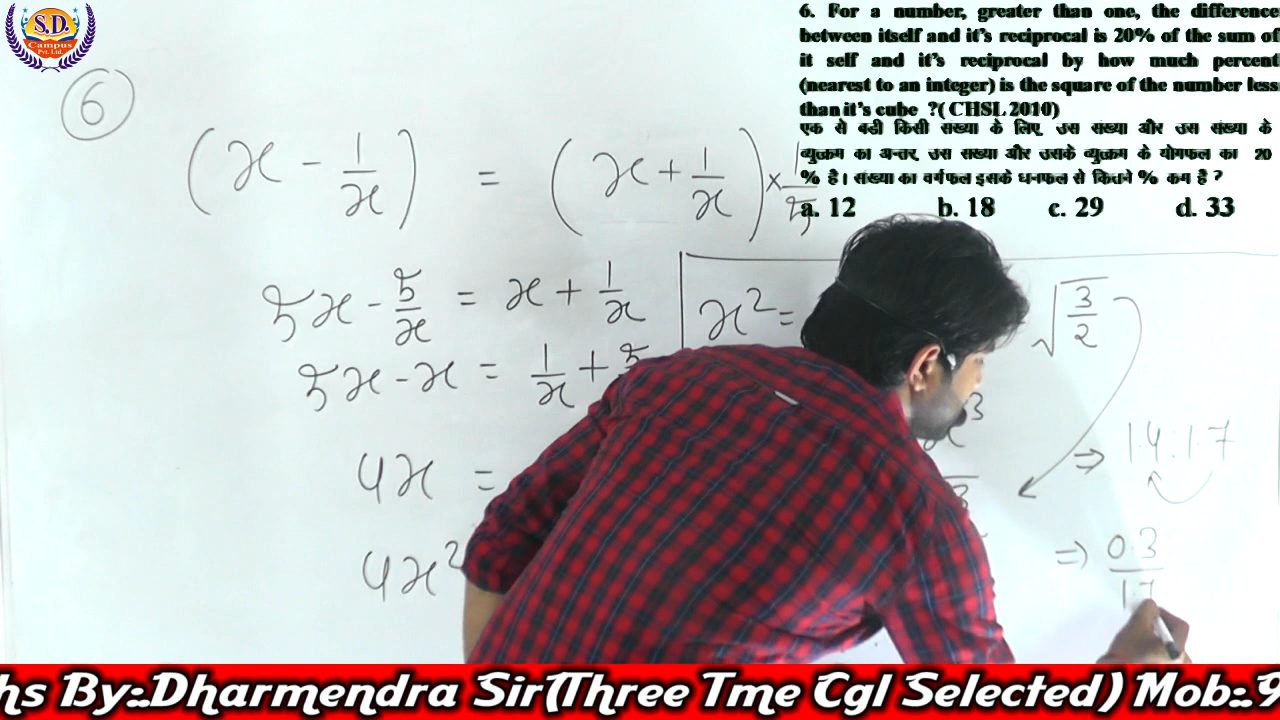 S.D.
Campus
Pvt. Ltd.
6. For a number, greater than one, the difference
between itself and it's reciprocal is 20% of the sum of
it self and it's reciprocal by how much percent
(nearest to an integer) is the square of the number less
than it's cube ?( CHSL 2010)
एक से बडी किसी संख्या के लिए, उस संख्या और उस संख्या के
व्युत्क्रम का अन्तर, उस संख्या और उसके व्युत्क्रम के योगफल का 20
% है। संख्या का वर्गफल इसके घनफल से कितने % कम है ?
a. 12 b. 18 c. 29 d. 33
6
(x - 1/x) = (x + 1/x) × 1/5
5x - 5/x = x + 1/x
5x - x = 1/x + 5
4x =
4x²
x² =
√3/2
x³
⇒ 1.4 : 1.7
⇒ 0.3/1.7
hs By:.Dharmendra Sir(Three Tme Cgl Selected) Mob:.9